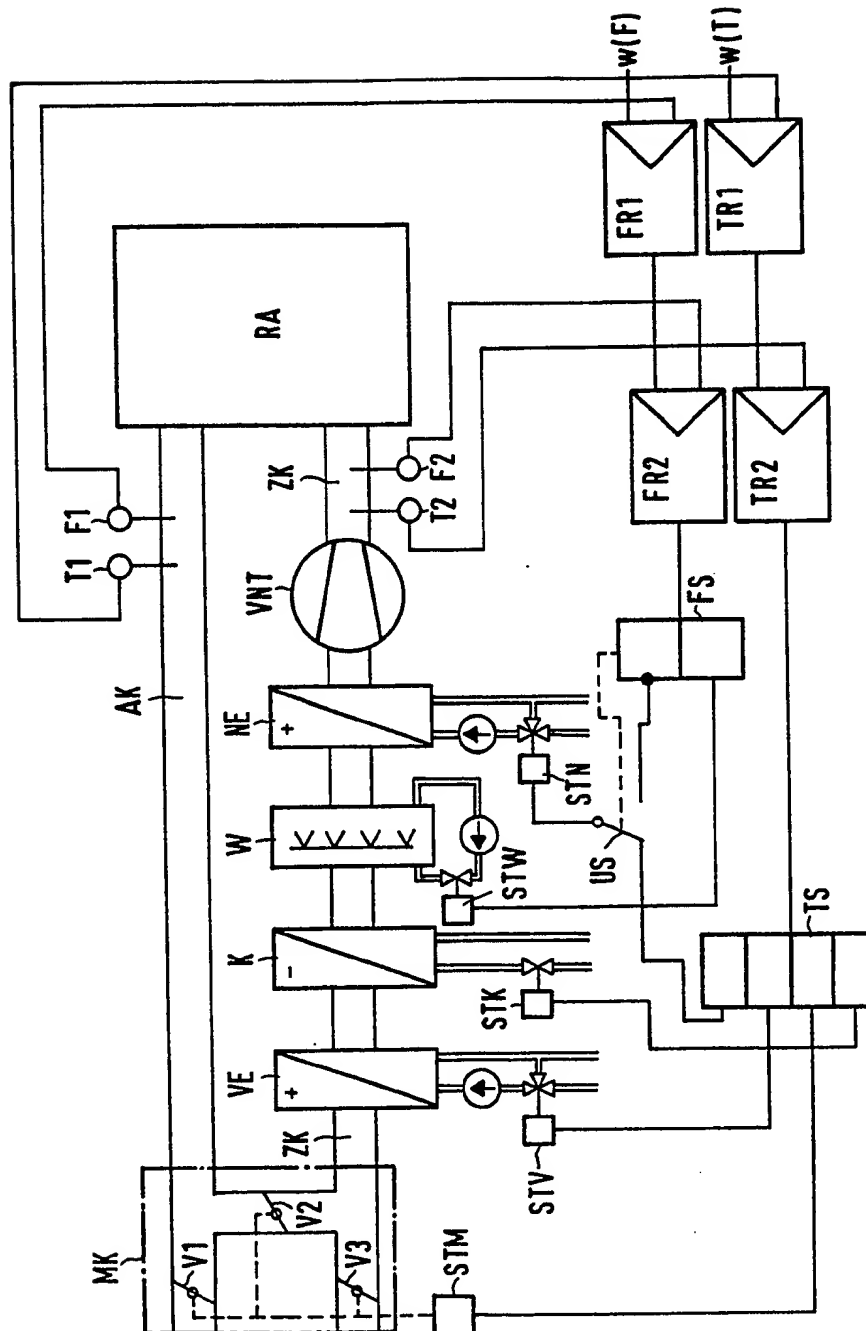 MK
V1
V2
V3
STM
ZK
VE
+
STV
K
-
STK
W
STW
NE
+
STN
US
TS
FS
VNT
AK
T1
F1
ZK
T2
F2
RA
FR2
TR2
FR1
TR1
w(F)
w(T)